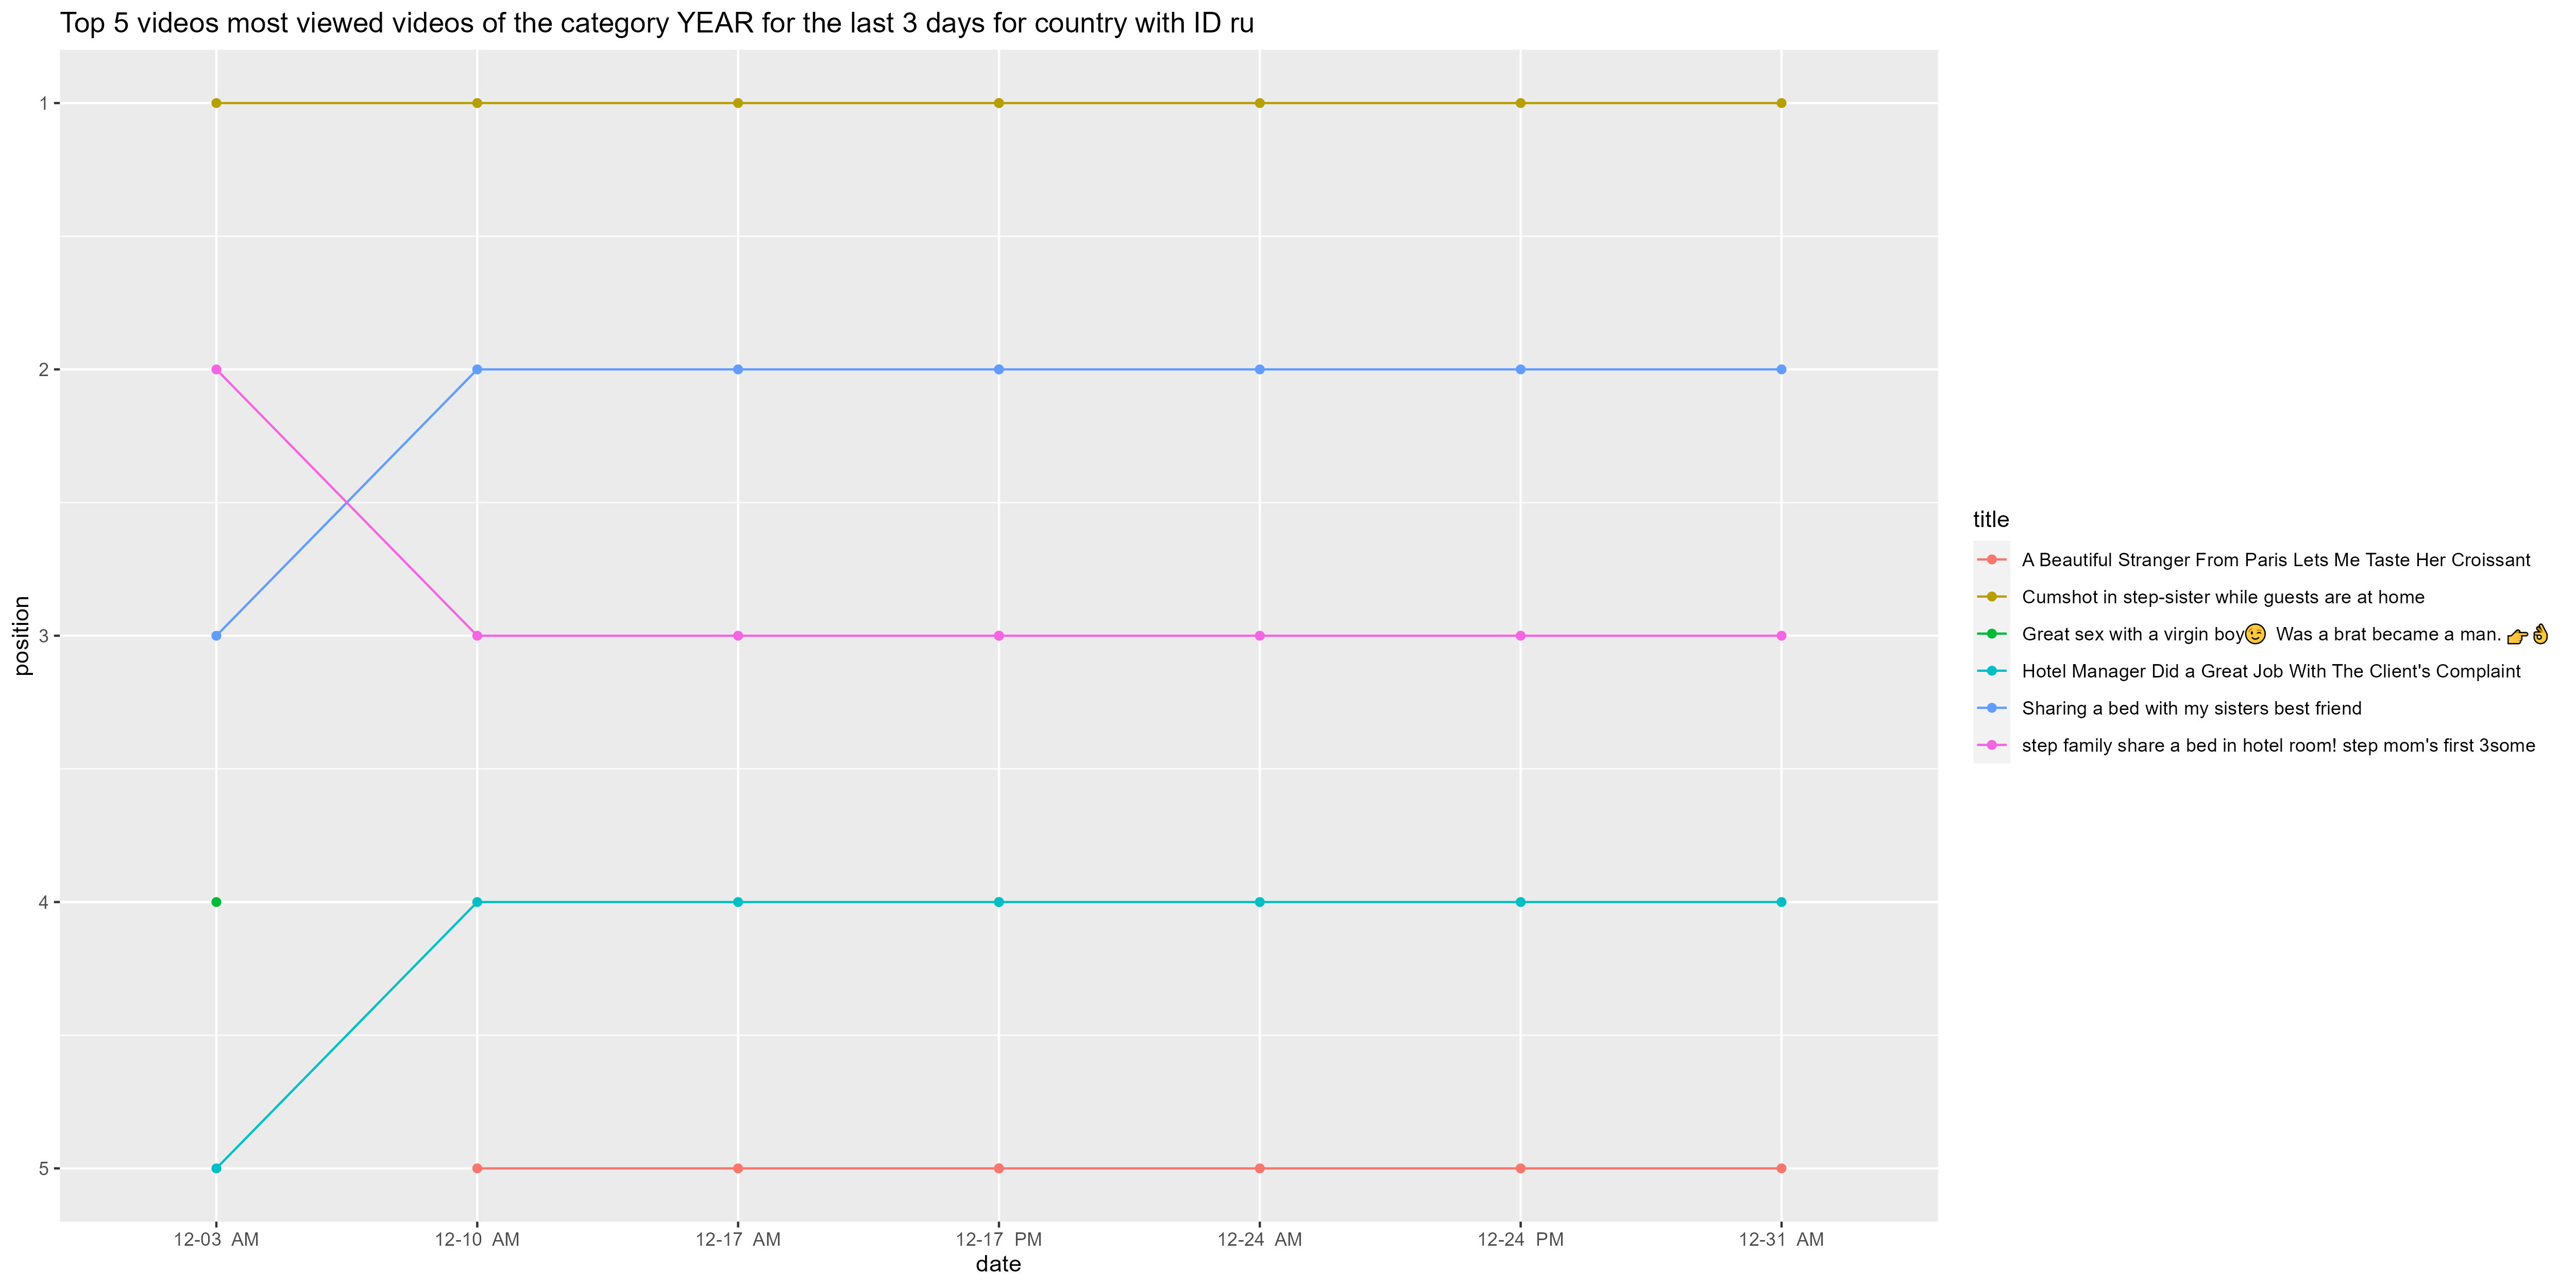 Top 5 videos most viewed videos of the category YEAR for the last 3 days for country with ID ru
position
1
2
3
4
5
12-03 AM
12-10 AM
12-17 AM
12-17 PM
12-24 AM
12-24 PM
12-31 AM
date
title
A Beautiful Stranger From Paris Lets Me Taste Her Croissant
Cumshot in step-sister while guests are at home
Great sex with a virgin boy😉 Was a brat became a man. 👉👌
Hotel Manager Did a Great Job With The Client's Complaint
Sharing a bed with my sisters best friend
step family share a bed in hotel room! step mom's first 3some